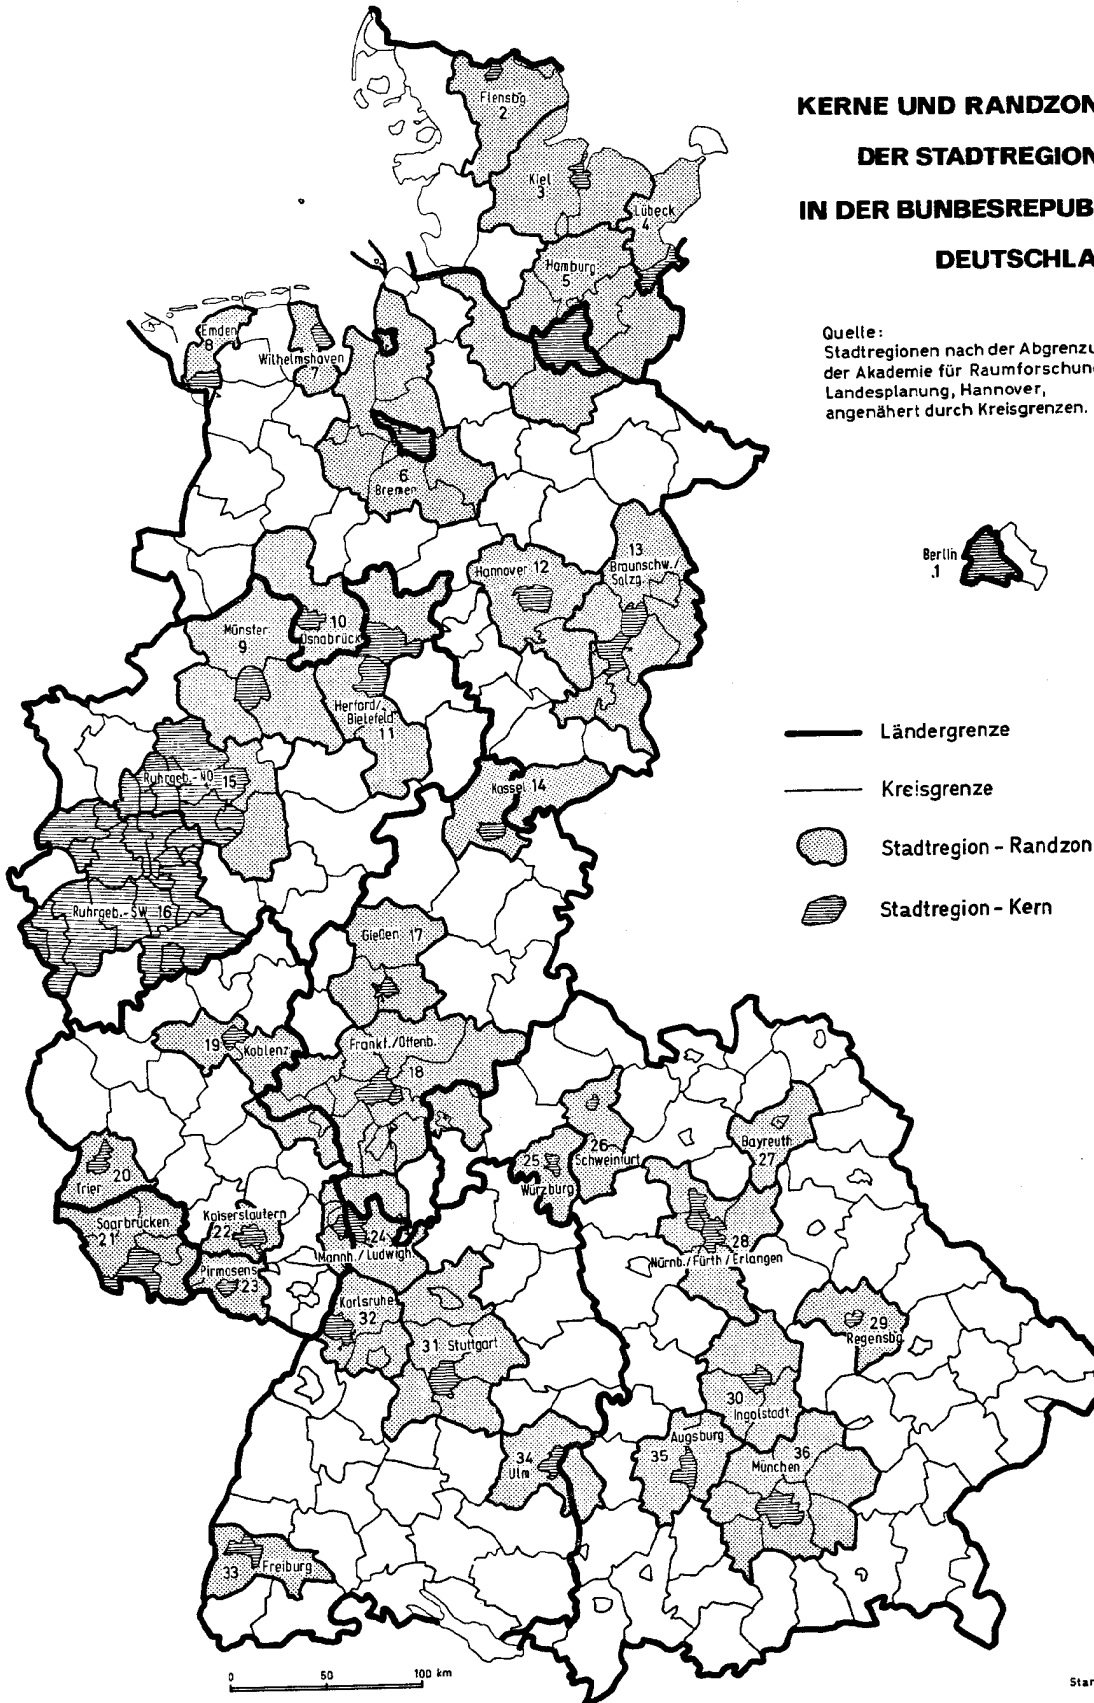 KERNE UND RANDZON
DER STADTREGION
IN DER BUNBESREPUB
DEUTSCHLA
Quelle:
Stadtregionen nach der Abgrenzu
der Akademie für Raumforschun
Landesplanung, Hannover,
angenähert durch Kreisgrenzen.
Flensbg
2
Kiel
3
Lübeck
4
Hamburg
5
Emden
8
Wilhelmshaven
7
6
Bremen
Berlin
1
Hannover 12
13
Braunschw./
Salzg.
Münster
9
10
Osnabrück
Herford/
Bielefeld
11
Ländergrenze
Kreisgrenze
Stadtregion - Randzon
Stadtregion - Kern
Ruhrgeb.-NO 15
Kassel 14
Ruhrgeb.-SW 16
Gießen 17
19 Koblenz
Frankf./Offenb.
18
20
Trier
Saarbrücken
21
Kaiserslautern
22
Pirmasens
23
24
Mannh./Ludwigh.
25
Würzburg
26
Schweinfurt
Bayreuth
27
28
Nürnb./Fürth/Erlangen
29
Regensbg
Karlsruhe
32
31 Stuttgart
30
Ingolstadt
Augsburg
35
36
München
34
Ulm
33 Freiburg
0 50 100 km
Star